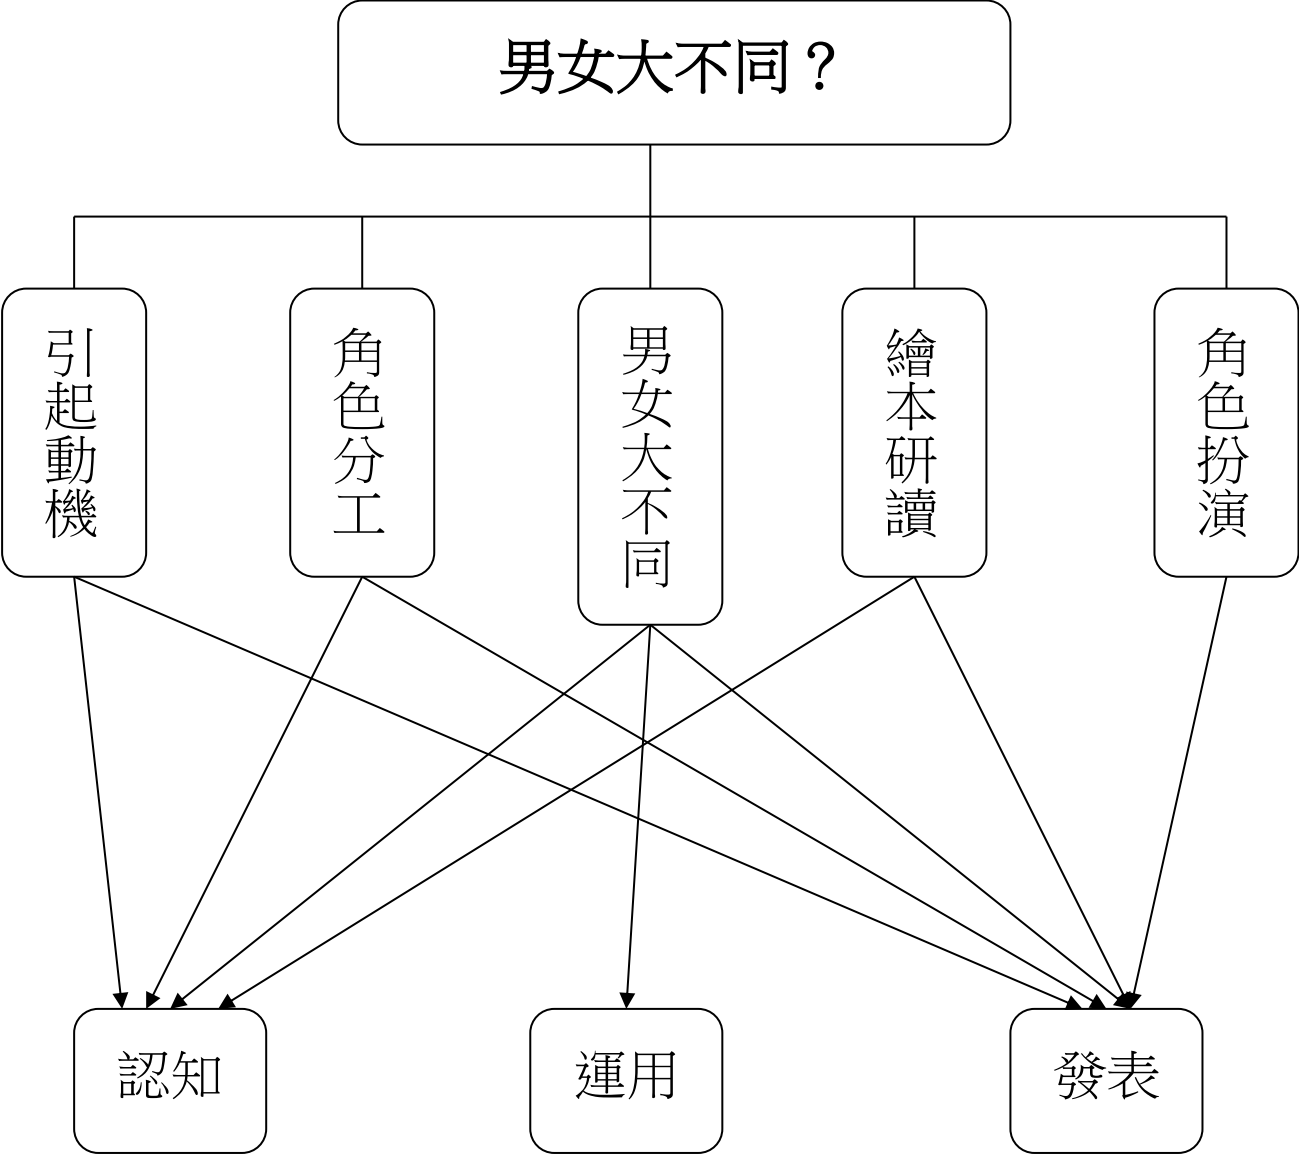 男女大不同？
引起動機
角色分工
男女大不同
繪本研讀
角色扮演
認知
運用
發表